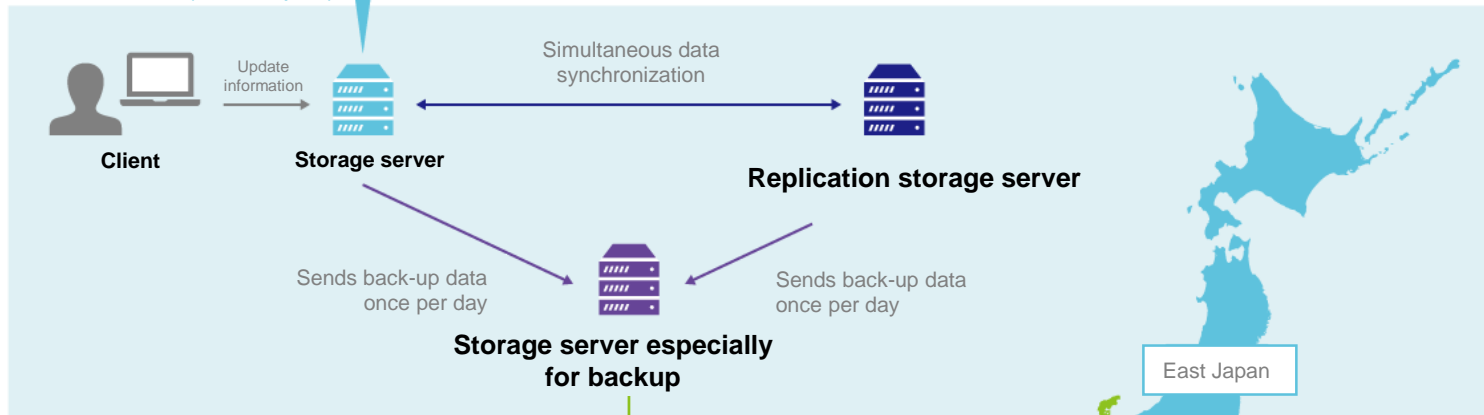 Update
information
Simultaneous data
synchronization
Client
Storage server
Replication storage server
Sends back-up data
once per day
Sends back-up data
once per day
Storage server especially
for backup
East Japan